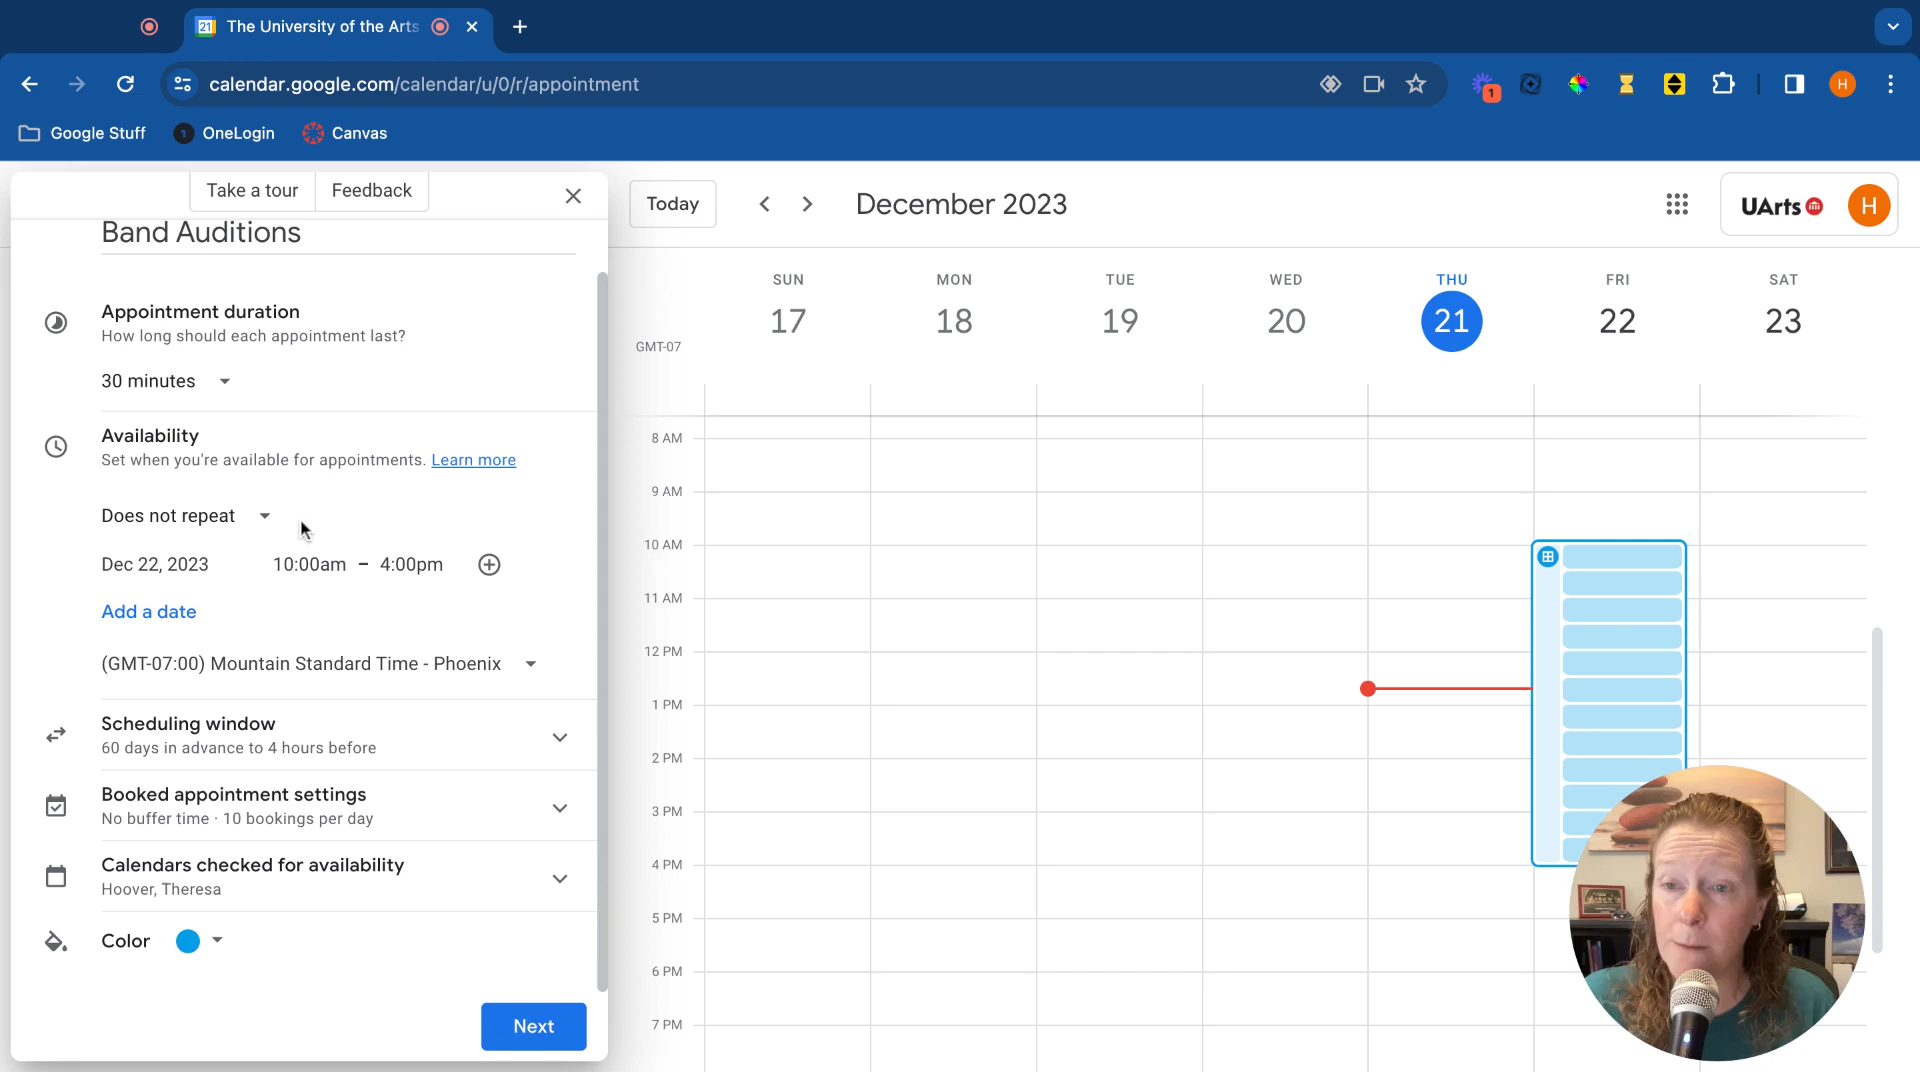 The University of the Arts
calendar.google.com/calendar/u/0/r/appointment
1
H
Google Stuff
1 OneLogin
Canvas
Take a tour
Feedback
Band Auditions
Appointment duration
How long should each appointment last?
30 minutes
Availability
Set when you're available for appointments. Learn more
Does not repeat
Dec 22, 2023 10:00am – 4:00pm
Add a date
(GMT-07:00) Mountain Standard Time - Phoenix
Scheduling window
60 days in advance to 4 hours before
Booked appointment settings
No buffer time · 10 bookings per day
Calendars checked for availability
Hoover, Theresa
Color
Next
Today
December 2023
UArts
H
SUN MON TUE WED THU FRI SAT
17 18 19 20 21 22 23
GMT-07
8 AM
9 AM
10 AM
11 AM
12 PM
1 PM
2 PM
3 PM
4 PM
5 PM
6 PM
7 PM